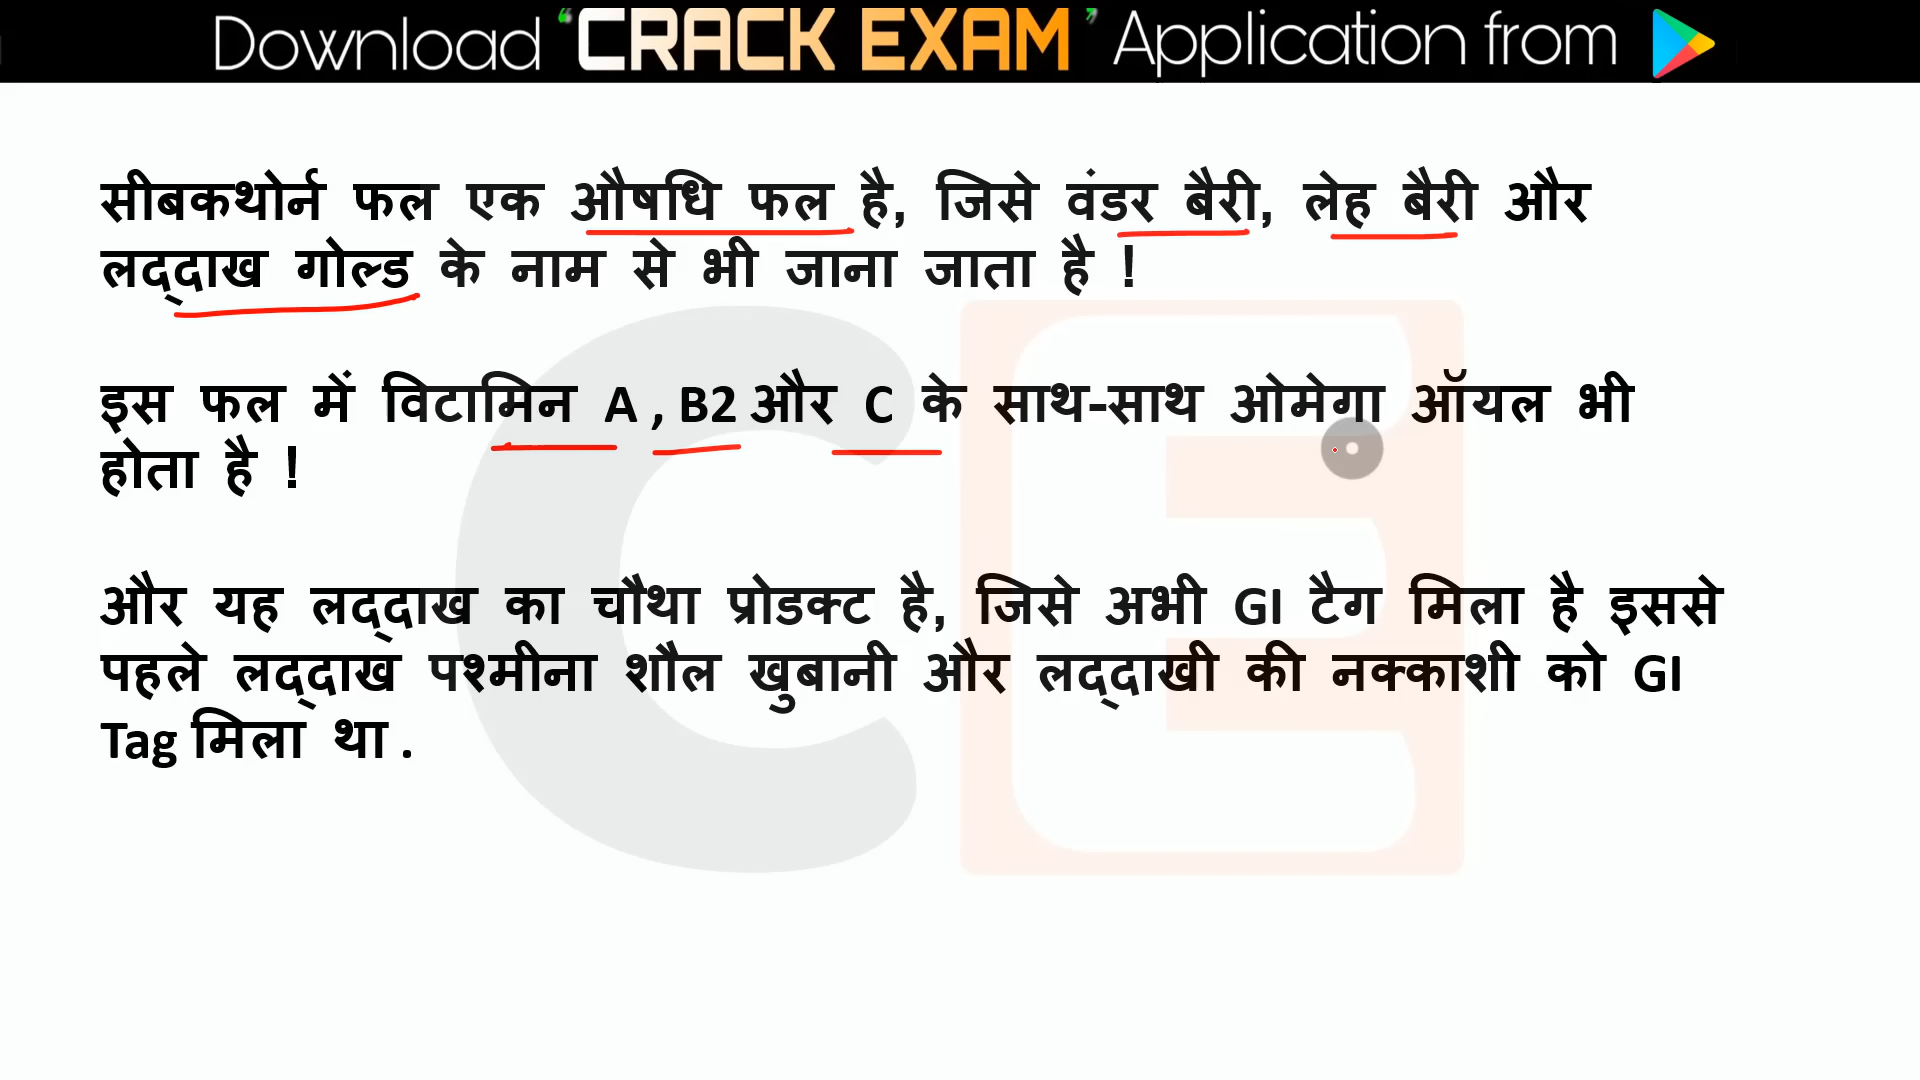 Download ‘CRACK EXAM’ Application from
सीबकथोर्न फल एक औषधि फल है, जिसे वंडर बैरी, लेह बैरी और
लद्दाख गोल्ड के नाम से भी जाना जाता है !
इस फल में विटामिन A , B2 और C के साथ-साथ ओमेगा ऑयल भी
होता है !
और यह लद्दाख का चौथा प्रोडक्ट है, जिसे अभी GI टैग मिला है इससे
पहले लद्दाख पश्मीना शौल खुबानी और लद्दाखी की नक्काशी को GI
Tag मिला था .
CE